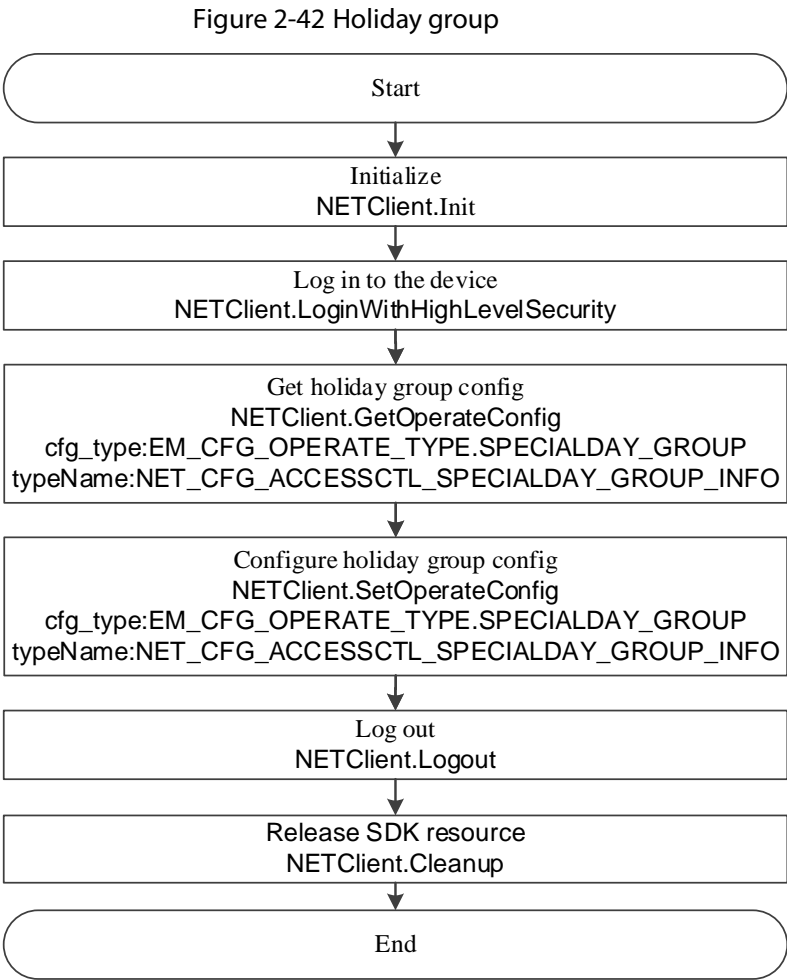 Figure 2-42 Holiday group
Start
Initialize
NETClient.Init
Log in to the device
NETClient.LoginWithHighLevelSecurity
Get holiday group config
NETClient.GetOperateConfig
cfg_type:EM_CFG_OPERATE_TYPE.SPECIALDAY_GROUP
typeName:NET_CFG_ACCESSCTL_SPECIALDAY_GROUP_INFO
Configure holiday group config
NETClient.SetOperateConfig
cfg_type:EM_CFG_OPERATE_TYPE.SPECIALDAY_GROUP
typeName:NET_CFG_ACCESSCTL_SPECIALDAY_GROUP_INFO
Log out
NETClient.Logout
Release SDK resource
NETClient.Cleanup
End